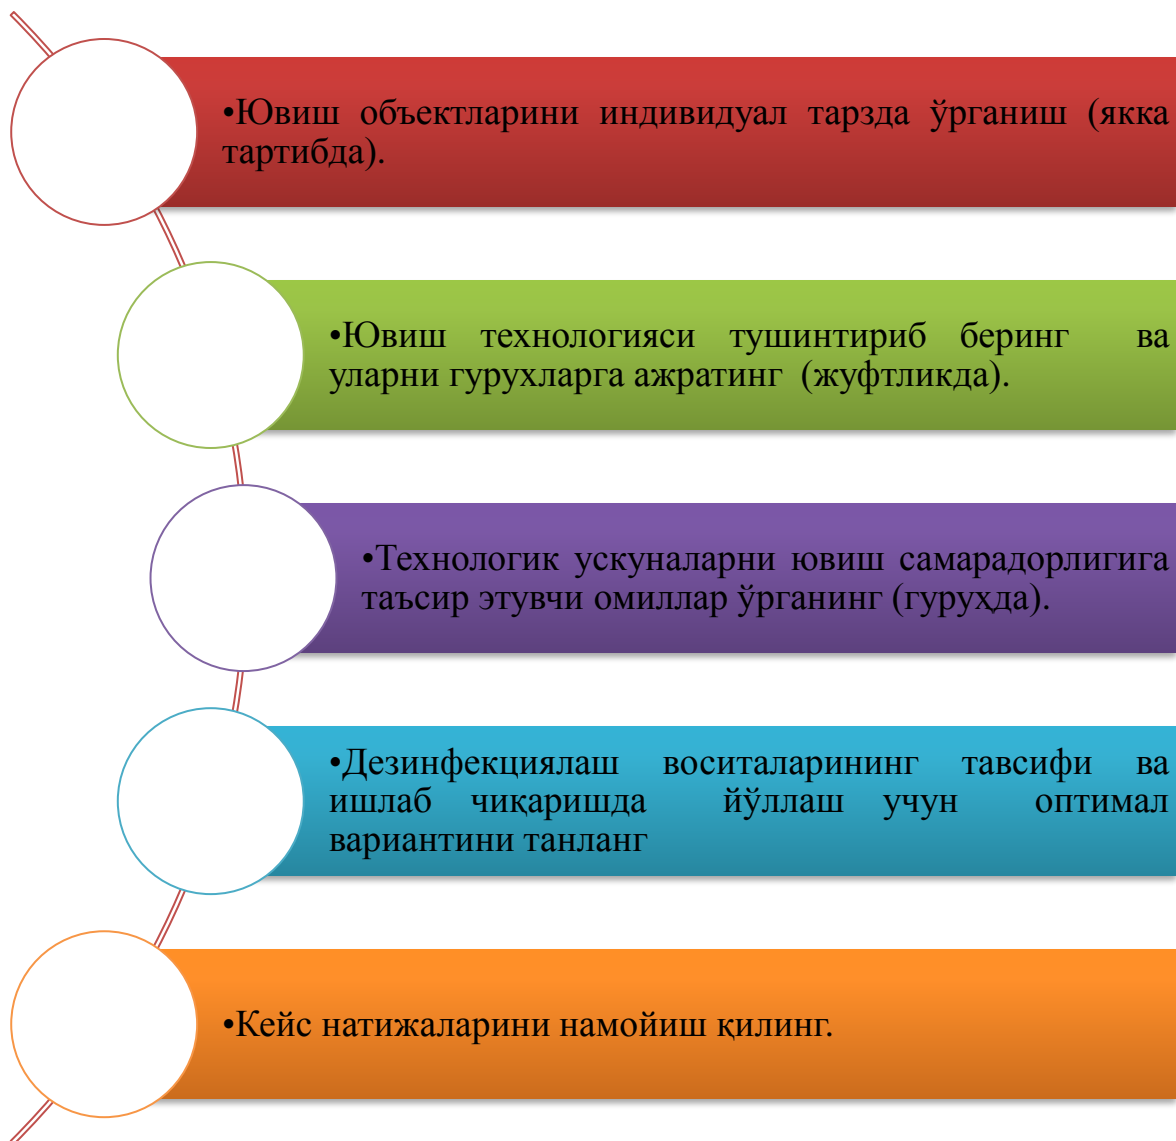 •Ювиш объектларини индивидуал тарзда ўрганиш (якка
тартибда).
•Ювиш технологияси тушинтириб беринг ва
уларни гурухларга ажратинг (жуфтликда).
•Технологик ускуналарни ювиш самарадорлигига
таъсир этувчи омиллар ўрганинг (гурухда).
•Дезинфекциялаш воситаларининг тавсифи ва
ишлаб чиқаришда йўллаш учун оптимал
вариантини танланг
•Кейс натижаларини намойиш қилинг.